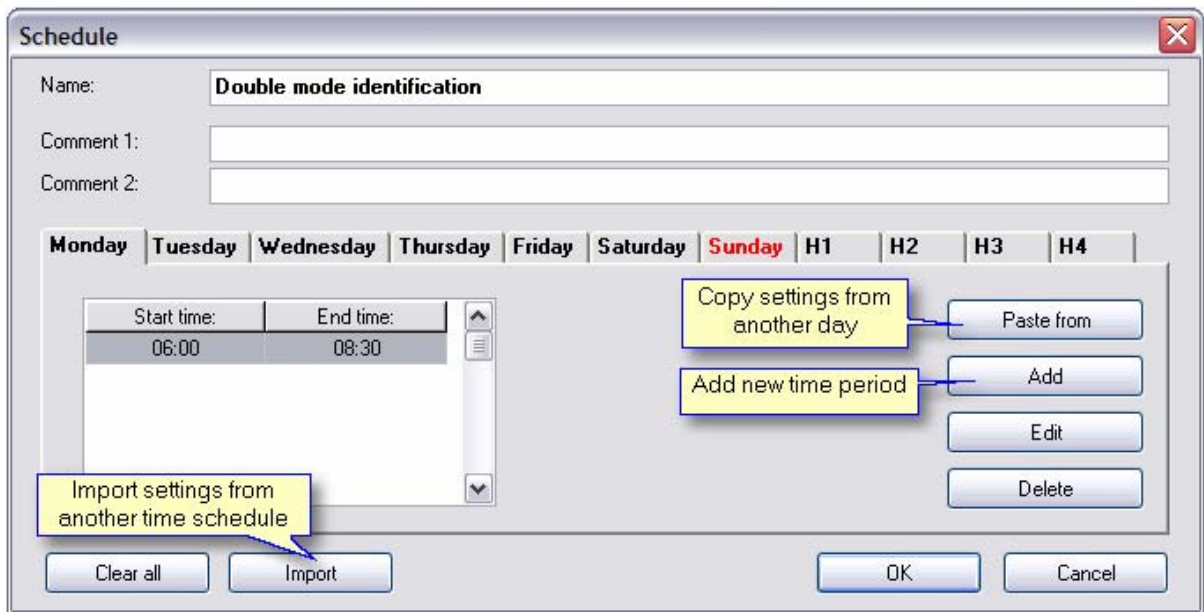 Schedule
Name: Double mode identification
Comment 1:
Comment 2:
Monday Tuesday Wednesday Thursday Friday Saturday Sunday H1 H2 H3 H4
Start time: End time:
06:00 08:30
Copy settings from
another day
Paste from
Add new time period
Add
Edit
Delete
Import settings from
another time schedule
Clear all Import OK Cancel